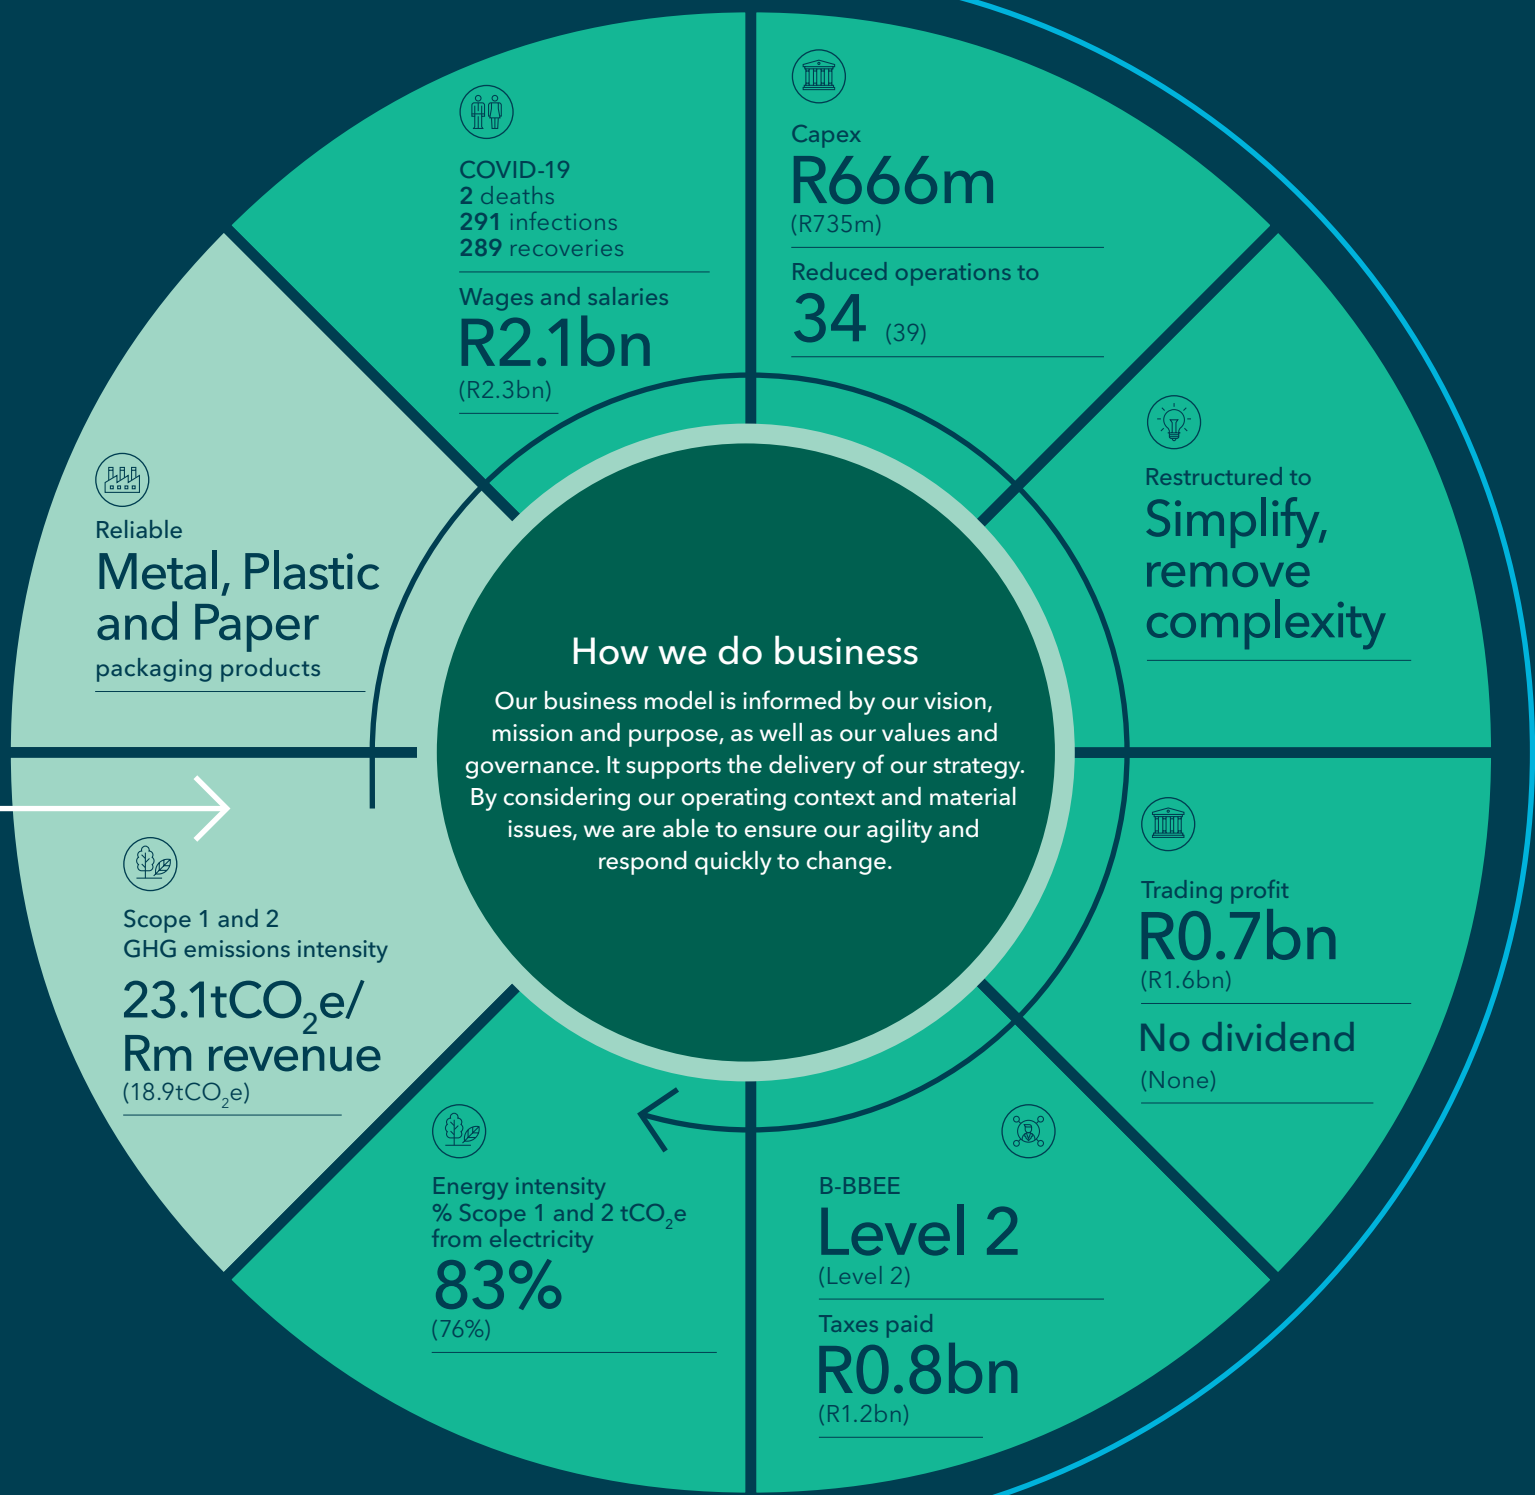 COVID-19
2 deaths
291 infections
289 recoveries
Wages and salaries
R2.1bn
(R2.3bn)
Capex
R666m
(R735m)
Reduced operations to
34 (39)
Restructured to
Simplify,
remove
complexity
Reliable
Metal, Plastic
and Paper
packaging products
How we do business
Our business model is informed by our vision,
mission and purpose, as well as our values and
governance. It supports the delivery of our strategy.
By considering our operating context and material
issues, we are able to ensure our agility and
respond quickly to change.
Trading profit
R0.7bn
(R1.6bn)
No dividend
(None)
Scope 1 and 2
GHG emissions intensity
23.1tCO₂e/
Rm revenue
(18.9tCO₂e)
Energy intensity
% Scope 1 and 2 tCO₂e
from electricity
83%
(76%)
B-BBEE
Level 2
(Level 2)
Taxes paid
R0.8bn
(R1.2bn)